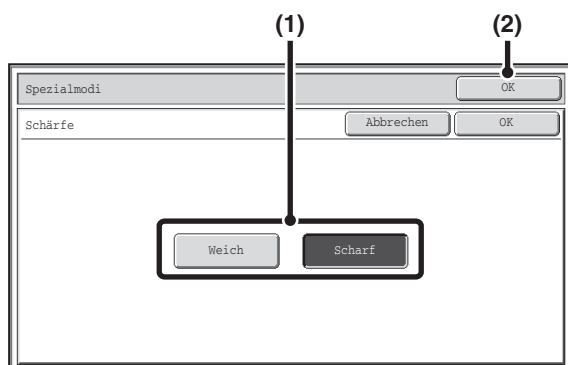 (1) (2)
Spezialmodi OK
Schärfe Abbrechen OK
Weich Scharf